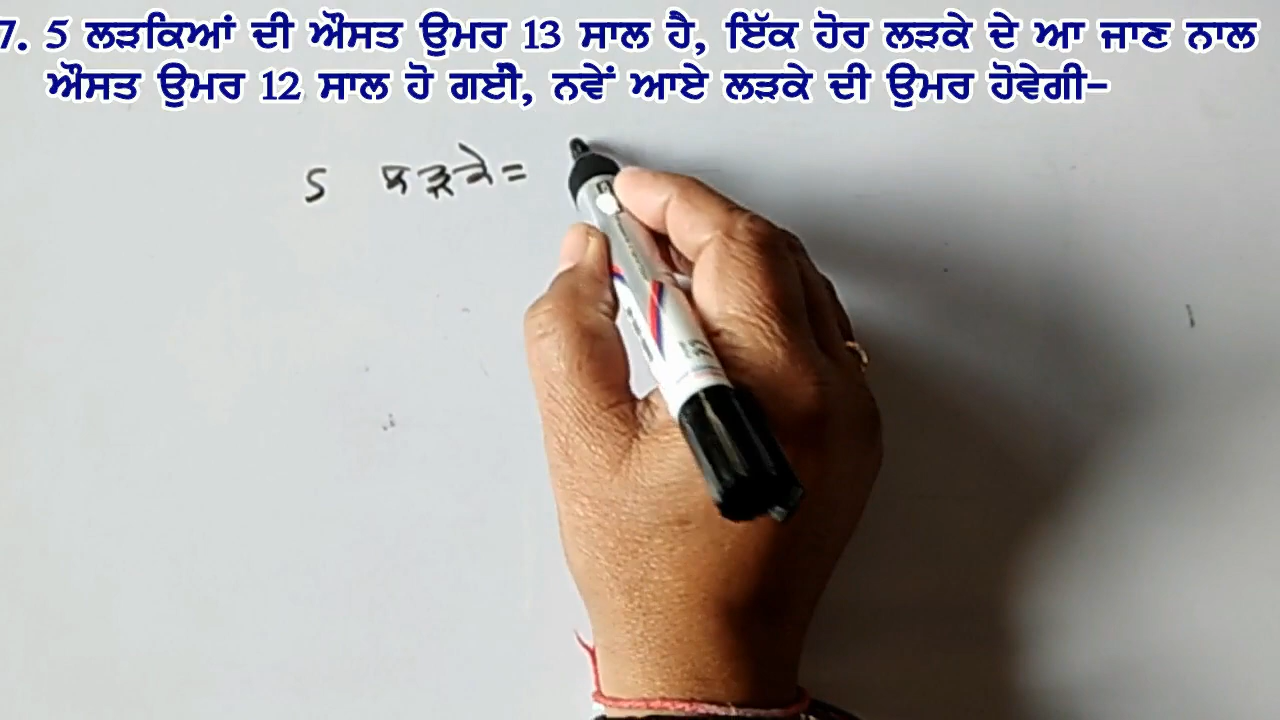 7. 5 ਲੜਕਿਆਂ ਦੀ ਔਸਤ ਉਮਰ 13 ਸਾਲ ਹੈ, ਇੱਕ ਹੋਰ ਲੜਕੇ ਦੇ ਆ ਜਾਣ ਨਾਲ
ਔਸਤ ਉਮਰ 12 ਸਾਲ ਹੋ ਗਈ, ਨਵੇਂ ਆਏ ਲੜਕੇ ਦੀ ਉਮਰ ਹੋਵੇਗੀ-
5 ਲੜਕੇ =